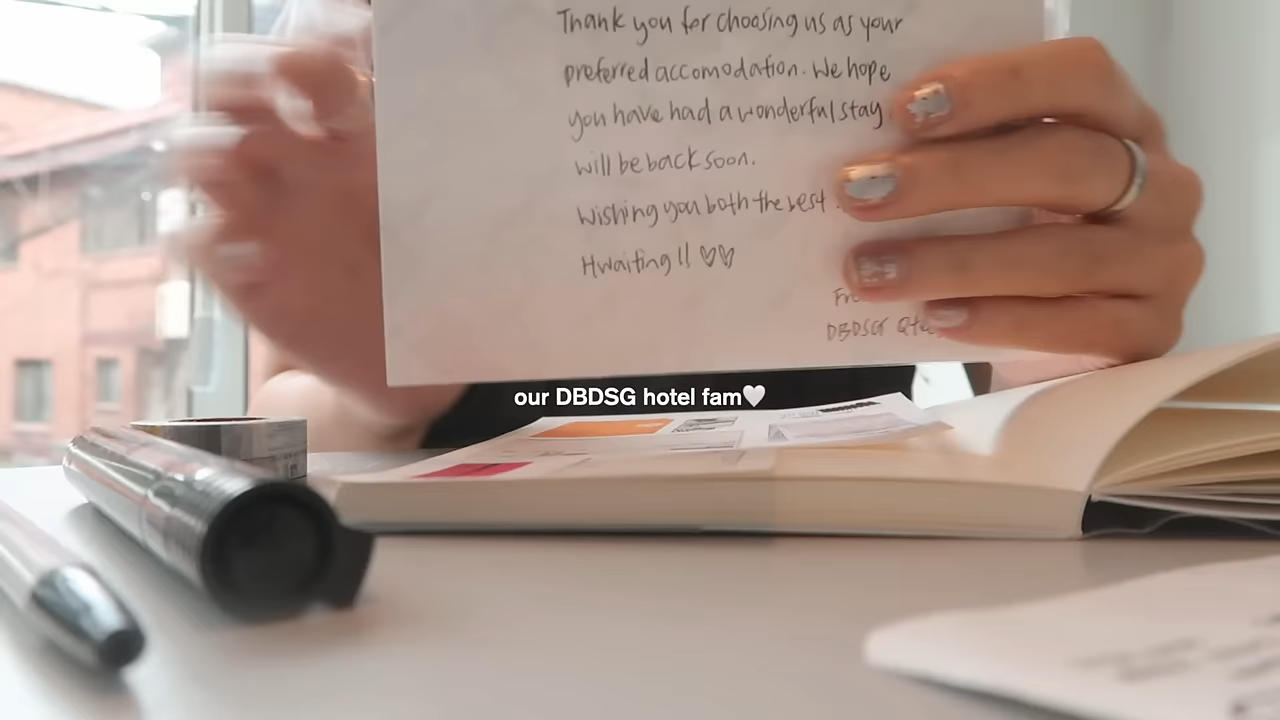 Thank you for choosing us as your
preferred accomodation. We hope
you have had a wonderful stay
will be back soon.
Wishing you both the best
Hwaiting!! ♡♡
DBDSG
our DBDSG hotel fam🤍